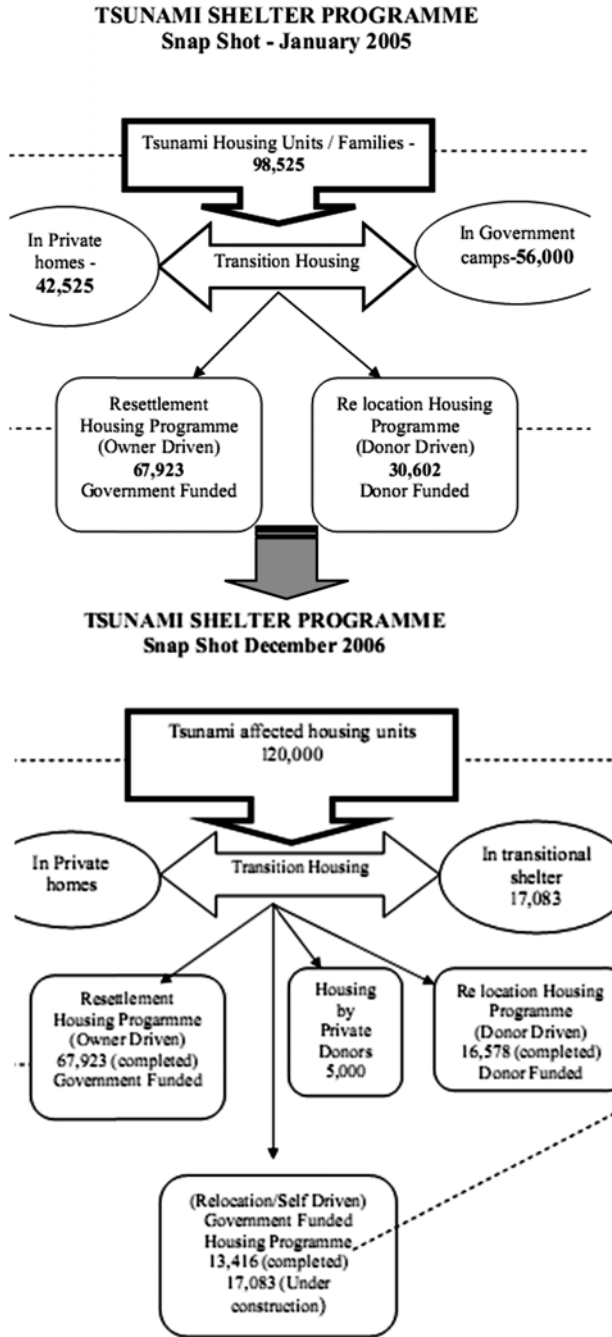 TSUNAMI SHELTER PROGRAMME
Snap Shot - January 2005
Tsunami Housing Units / Families -
98,525
In Private
homes -
42,525
Transition Housing
In Government
camps-56,000
Resettlement
Housing Programme
(Owner Driven)
67,923
Government Funded
Re location Housing
Programme
(Donor Driven)
30,602
Donor Funded
TSUNAMI SHELTER PROGRAMME
Snap Shot December 2006
Tsunami affected housing units
120,000
In Private
homes
Transition Housing
In transitional
shelter
17,083
Resettlement
Housing Progarmme
(Owner Driven)
67,923 (completed)
Government Funded
Housing
by
Private
Donors
5,000
Re location Housing
Programme
(Donor Driven)
16,578 (completed)
Donor Funded
(Relocation/Self Driven)
Government Funded
Housing Programme
13,416 (completed)
17,083 (Under
construction)